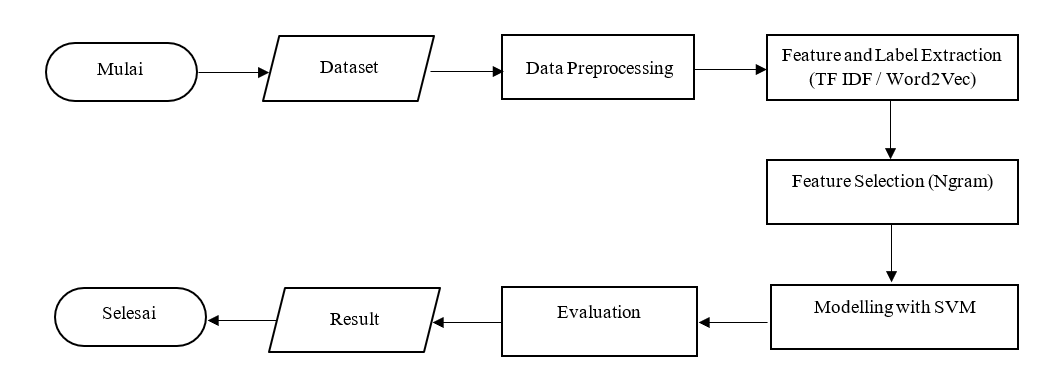 Mulai
Dataset
Data Preprocessing
Feature and Label Extraction
(TF IDF / Word2Vec)
Feature Selection (Ngram)
Modelling with SVM
Evaluation
Result
Selesai